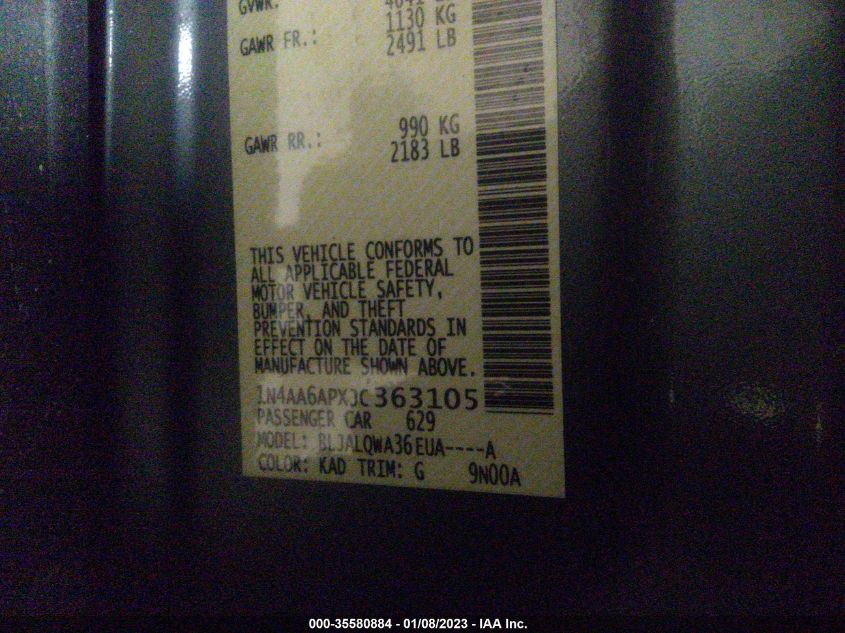 GVWR:
1130 KG
GAWR FR.: 2491 LB
990 KG
GAWR RR.: 2183 LB
THIS VEHICLE CONFORMS TO
ALL APPLICABLE FEDERAL
MOTOR VEHICLE SAFETY,
BUMPER, AND THEFT
PREVENTION STANDARDS IN
EFFECT ON THE DATE OF
MANUFACTURE SHOWN ABOVE.
1N4AA6APXJC363105
PASSENGER CAR 629
MODEL: BLJALQWA36EUA----A
COLOR: KAD TRIM: G 9N00A
000-35580884 - 01/08/2023 - IAA Inc.